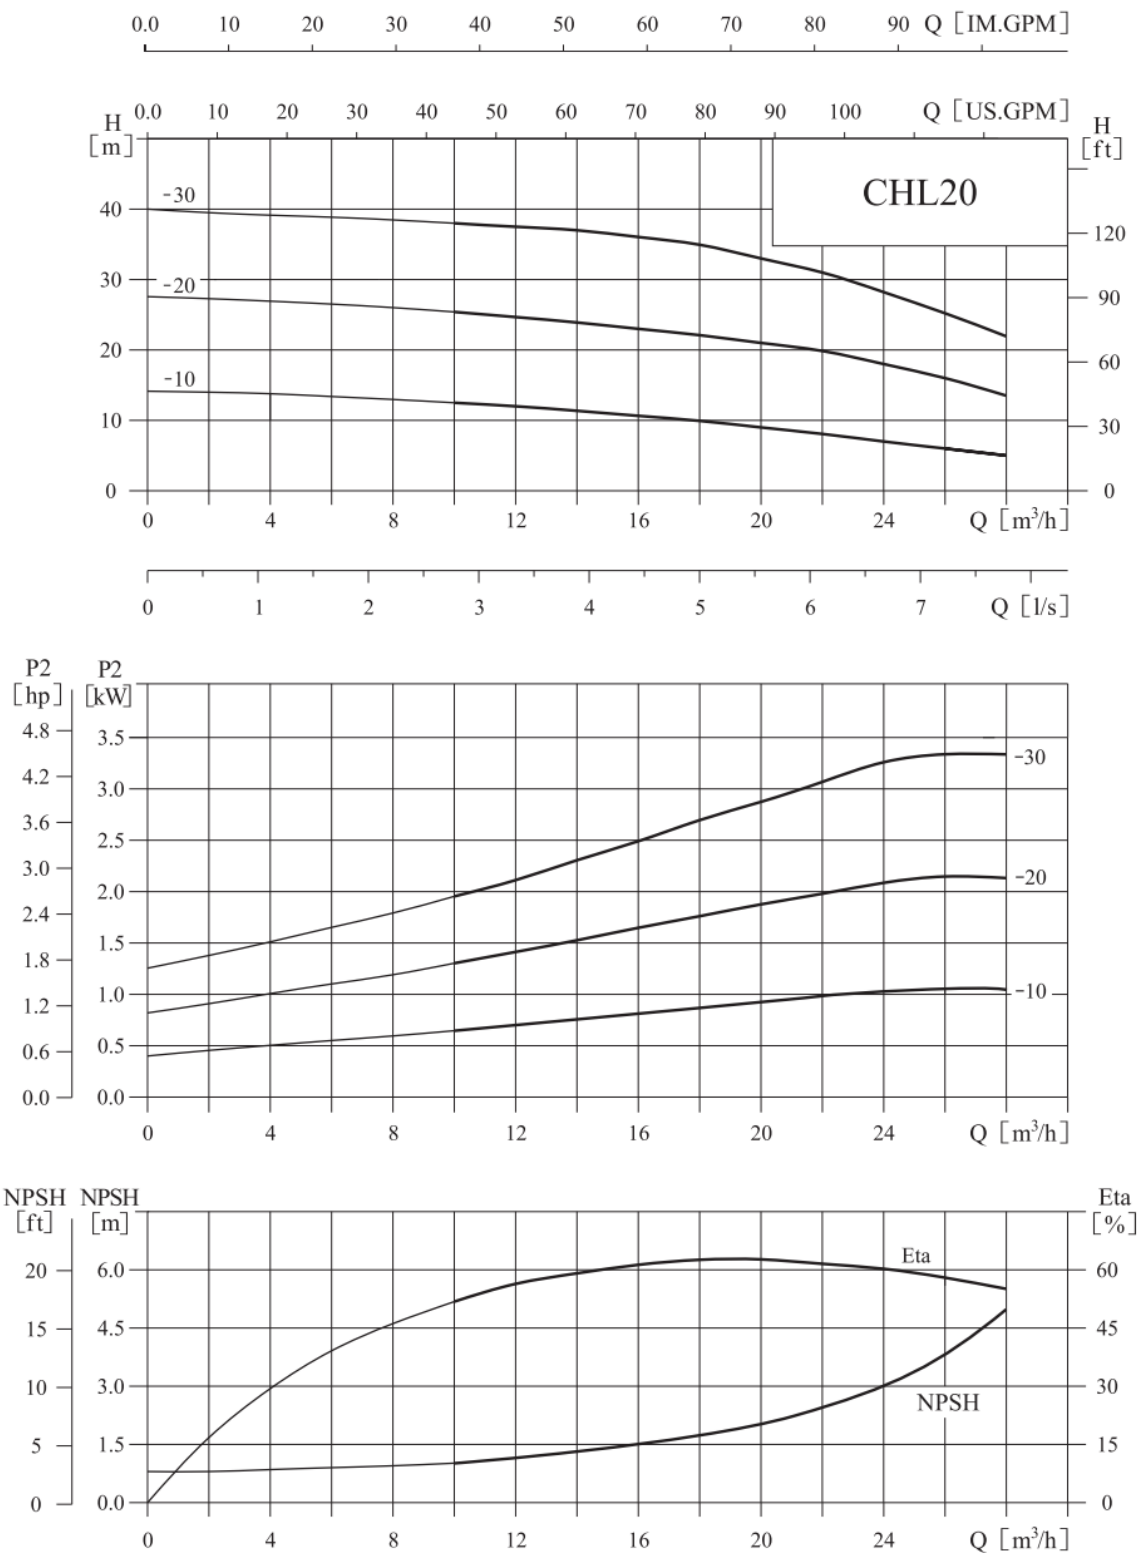 0.0 10 20 30 40 50 60 70 80 90 Q [IM.GPM]
0.0 10 20 30 40 50 60 70 80 90 100 Q [US.GPM]
H
[m]
H
[ft]
CHL20
-30
-20
-10
40
30
20
10
0
120
90
60
30
0
0 4 8 12 16 20 24 Q [m³/h]
0 1 2 3 4 5 6 7 Q [l/s]
P2
[hp]
P2
[kW]
4.8
4.2
3.6
3.0
2.4
1.8
1.2
0.6
0.0
3.5
3.0
2.5
2.0
1.5
1.0
0.5
0.0
-30
-20
-10
0 4 8 12 16 20 24 Q [m³/h]
NPSH
[ft]
NPSH
[m]
Eta
[%]
20
15
10
5
0
6.0
4.5
3.0
1.5
0.0
Eta
NPSH
60
45
30
15
0
0 4 8 12 16 20 24 Q [m³/h]